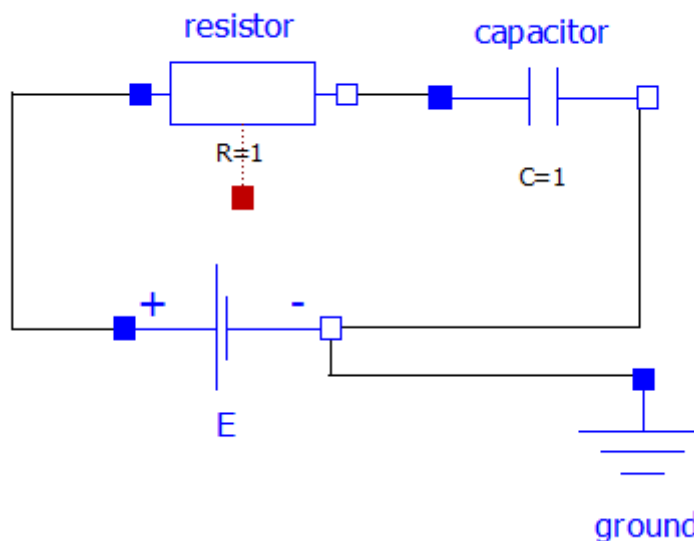 resistor
capacitor
R=1
C=1
+ -
E
ground